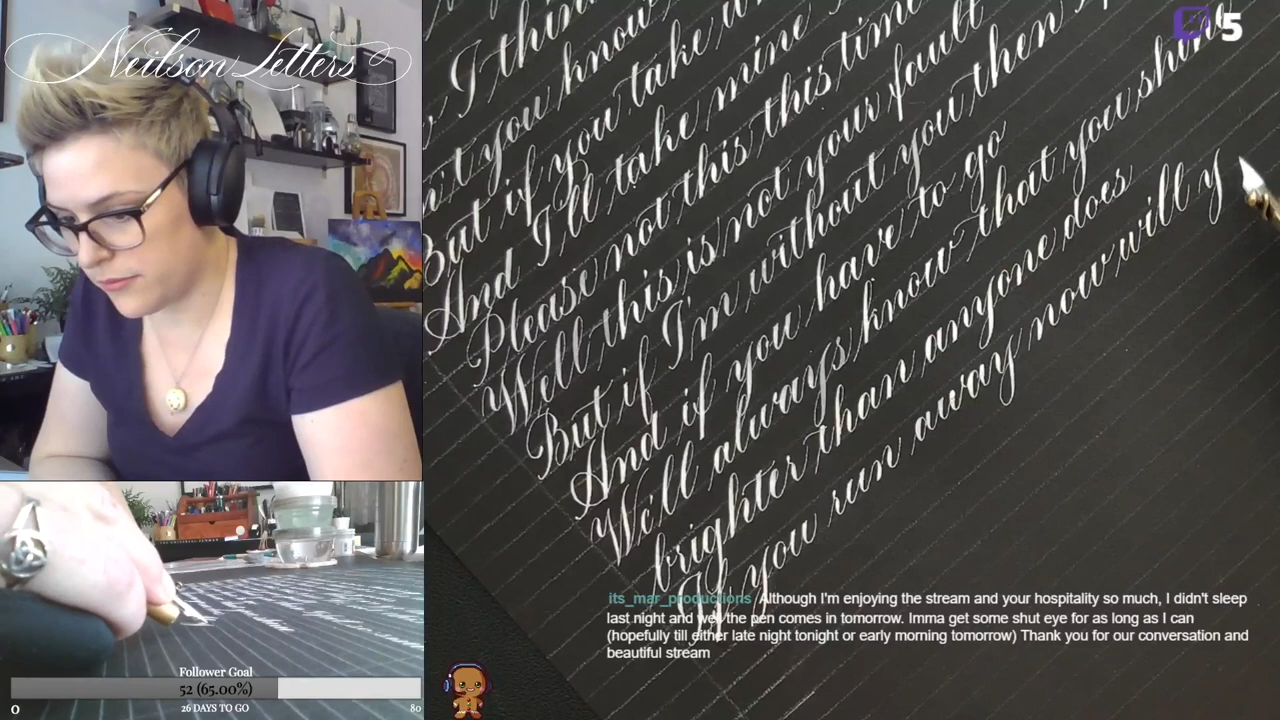 Neilson Letters
5
I thin
n't you know
But if you take
And I'll take mine
Please not this this time
Well this is not your fault
But if I'm without you then
And if you have to go
We'll always know that you shine
brighter than anyone does
If you run away now will y
its_mar_productions Although I'm enjoying the stream and your hospitality so much, I didn't sleep
last night and well the pen comes in tomorrow. Imma get some shut eye for as long as I can
(hopefully till either late night tonight or early morning tomorrow) Thank you for our conversation and
beautiful stream
Follower Goal
52 (65.00%)
0
26 DAYS TO GO
80